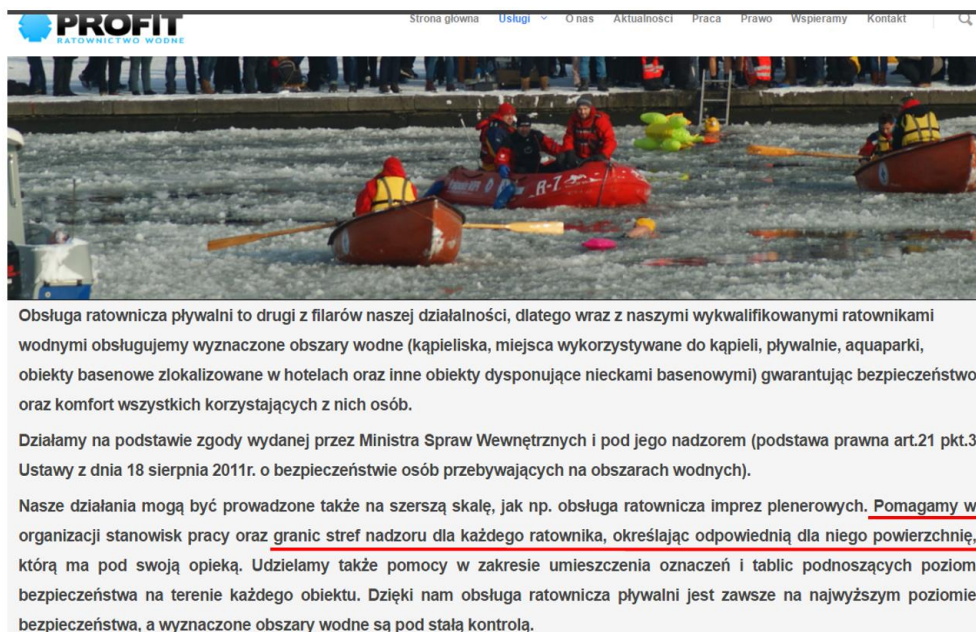 PROFIT
RATOWNICTWO WODNE
Strona główna Usługi O nas Aktualności Praca Prawo Wspieramy Kontakt
R-7
Obsługa ratownicza pływalni to drugi z filarów naszej działalności, dlatego wraz z naszymi wykwalifikowanymi ratownikami
wodnymi obsługujemy wyznaczone obszary wodne (kąpieliska, miejsca wykorzystywane do kąpieli, pływalnie, aquaparki,
obiekty basenowe zlokalizowane w hotelach oraz inne obiekty dysponujące nieckami basenowymi) gwarantując bezpieczeństwo
oraz komfort wszystkich korzystających z nich osób.
Działamy na podstawie zgody wydanej przez Ministra Spraw Wewnętrznych i pod jego nadzorem (podstawa prawna art.21 pkt.3
Ustawy z dnia 18 sierpnia 2011r. o bezpieczeństwie osób przebywających na obszarach wodnych).
Nasze działania mogą być prowadzone także na szerszą skalę, jak np. obsługa ratownicza imprez plenerowych. Pomagamy w
organizacji stanowisk pracy oraz granic stref nadzoru dla każdego ratownika, określając odpowiednią dla niego powierzchnię,
którą ma pod swoją opieką. Udzielamy także pomocy w zakresie umieszczenia oznaczeń i tablic podnoszących poziom
bezpieczeństwa na terenie każdego obiektu. Dzięki nam obsługa ratownicza pływalni jest zawsze na najwyższym poziomie
bezpieczeństwa, a wyznaczone obszary wodne są pod stałą kontrolą.